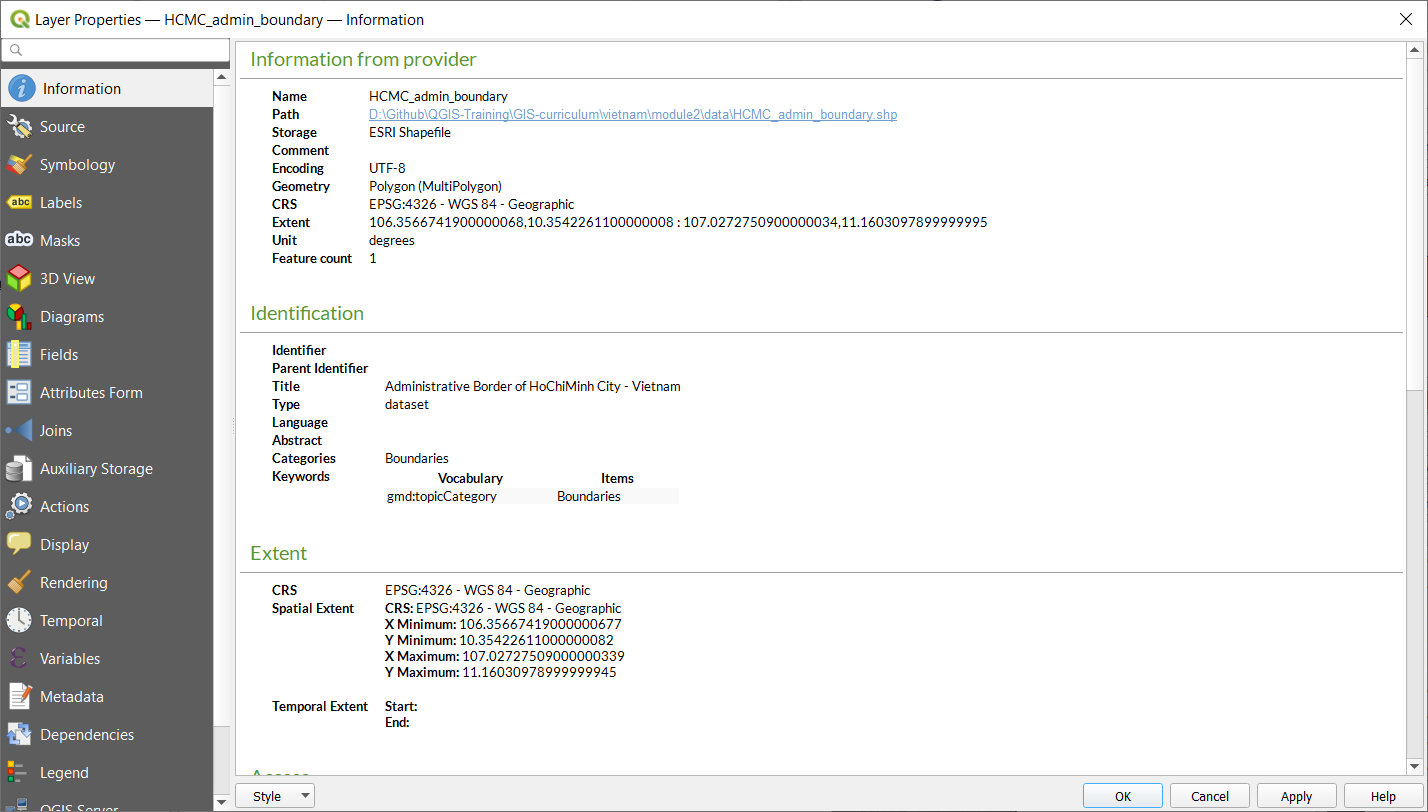 Layer Properties — HCMC_admin_boundary — Information
Information
Source
Symbology
Labels
Masks
3D View
Diagrams
Fields
Attributes Form
Joins
Auxiliary Storage
Actions
Display
Rendering
Temporal
Variables
Metadata
Dependencies
Legend
QGIS Server
Information from provider
Name HCMC_admin_boundary
Path D:\Github\QGIS-Training\GIS-curriculum\vietnam\module2\data\HCMC_admin_boundary.shp
Storage ESRI Shapefile
Comment
Encoding UTF-8
Geometry Polygon (MultiPolygon)
CRS EPSG:4326 - WGS 84 - Geographic
Extent 106.3566741900000068,10.3542261100000008 : 107.0272750900000034,11.1603097899999995
Unit degrees
Feature count 1
Identification
Identifier
Parent Identifier
Title Administrative Border of HoChiMinh City - Vietnam
Type dataset
Language
Abstract
Categories Boundaries
Keywords Vocabulary Items
gmd:topicCategory Boundaries
Extent
CRS EPSG:4326 - WGS 84 - Geographic
Spatial Extent CRS: EPSG:4326 - WGS 84 - Geographic
X Minimum: 106.35667419000000677
Y Minimum: 10.35422611000000082
X Maximum: 107.02727509000000339
Y Maximum: 11.16030978999999945
Temporal Extent Start:
End:
Access
Style
OK Cancel Apply Help